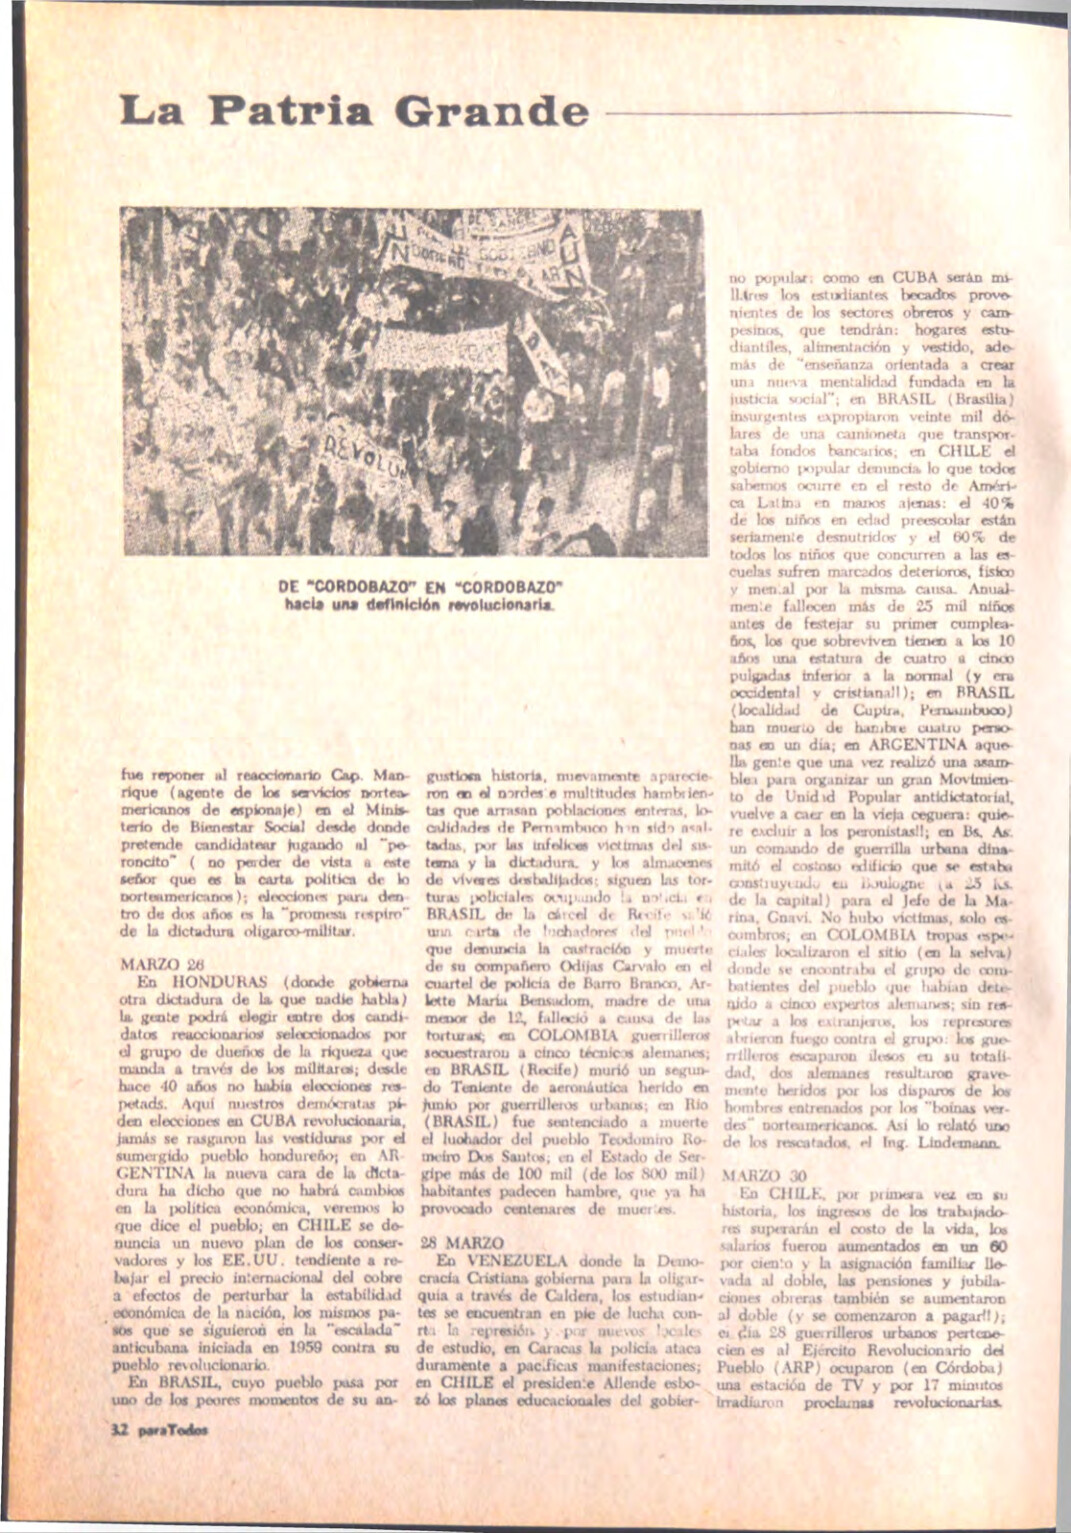 La Patria Grande
DE "CORDOBAZO" EN "CORDOBAZO"
hacia una definición revolucionaria.
fue reponer al reaccionario Cap. Man-
rique (agente de los servicios nortea-
mericanos de espionaje) en el Minis-
terio de Bienestar Social desde donde
pretende candidatear jugando al "pe-
roncito" ( no perder de vista a este
señor que es la carta política de lo
norteamericanos); elecciones para den-
tro de dos años es la "promesa respiro"
de la dictadura oligarco-militar.
MARZO 26
En HONDURAS (donde gobierna
otra dictadura de la que nadie habla)
la gente podrá elegir entre dos candi-
datos reaccionarios seleccionados por
el grupo de dueños de la riqueza que
manda a través de los militares; desde
hace 40 años no había elecciones res-
petads. Aquí nuestros demócratas pi-
den elecciones en CUBA revolucionaria,
jamás se rasgaron las vestiduras por el
sumergido pueblo hondureño; en AR-
GENTINA la nueva cara de la dicta-
dura ha dicho que no habrá cambios
en la política económica, veremos lo
que dice el pueblo; en CHILE se de-
nuncia un nuevo plan de los conser-
vadores y los EE.UU. tendiente a re-
bajar el precio internacional del cobre
a efectos de perturbar la estabilidad
económica de la nación, los mismos pa-
sos que se siguieron en la "escalada"
anticubana iniciada en 1959 contra su
pueblo revolucionario.
En BRASIL, cuyo pueblo pasa por
uno de los peores momentos de su an-
gustiosa historia, nuevamente aparecie-
ron en el nordeste multitudes hambrien-
tas que arrasan poblaciones enteras, lo-
calidades de Pernambuco han sido asal-
tadas, por las infelices víctimas del sis-
tema y la dictadura, y los almacenes
de víveres desbalijados; siguen las tor-
turas policiales ocupando la noticia en
BRASIL de la cárcel de Recife salió
una carta de luchadores del pueblo
que denuncia la castración y muerte
de su compañero Odijas Carvalo en el
cuartel de policía de Barro Branco, Ar-
lette María Bensadom, madre de una
menor de 12, falleció a causa de las
torturas; en COLOMBIA guerrilleros
secuestraron a cinco técnicos alemanes;
en BRASIL (Recife) murió un segun-
do Teniente de aeronáutica herido en
junio por guerrilleros urbanos; en Río
(BRASIL) fue sentenciado a muerte
el luchador del pueblo Teodomiro Ro-
meiro Dos Santos; en el Estado de Ser-
gipe más de 100 mil (de los 800 mil)
habitantes padecen hambre, que ya ha
provocado centenares de muertes.
28 MARZO
En VENEZUELA donde la Demo-
cracia Cristiana gobierna para la oligar-
quía a través de Caldera, los estudian-
tes se encuentran en pie de lucha con-
rta la represión y por nuevos locales
de estudio, en Caracas la policía ataca
duramente a pacíficas manifestaciones;
en CHILE el presidente Allende esbo-
zó los planes educacionales del gobier-
no popular: como en CUBA serán mi-
llares los estudiantes becados prove-
nientes de los sectores obreros y cam-
pesinos, que tendrán: hogares estu-
diantiles, alimentación y vestido, ade-
más de "enseñanza orientada a crear
una nueva mentalidad fundada en la
justicia social"; en BRASIL (Brasilia)
insurgentes expropiaron veinte mil dó-
lares de una camioneta que transpor-
taba fondos bancarios; en CHILE el
gobierno popular denuncia lo que todos
sabemos ocurre en el resto de Améri-
ca Latina en manos ajenas: el 40%
de los niños en edad preescolar están
seriamente desnutridos y el 60% de
todos los niños que concurren a las es-
cuelas sufren marcados deterioros, físico
y mental por la misma causa. Anual-
mente fallecen más de 25 mil niños
antes de festejar su primer cumplea-
ños, los que sobreviven tienen a los 10
años una estatura de cuatro a cinco
pulgadas inferior a la normal (y era
occidental y cristiana!!); en BRASIL
(localidad de Cupira, Pernambuco)
han muerto de hambre cuatro perso-
nas en un día; en ARGENTINA aque-
lla gente que una vez realizó una asam-
blea para organizar un gran Movimien-
to de Unidad Popular antidictatorial,
vuelve a caer en la vieja ceguera: quie-
re excluir a los peronistas!!; en Bs. As.
un comando de guerrilla urbana dina-
mitó el costoso edificio que se estaba
construyendo en Boulogne (a 25 ks.
de la capital) para el Jefe de la Ma-
rina, Gnavi. No hubo víctimas, solo es-
combros; en COLOMBIA tropas espe-
ciales localizaron el sitio (en la selva)
donde se encontraba el grupo de com-
batientes del pueblo que habían dete-
nido a cinco expertos alemanes; sin res-
petar a los extranjeros, los represores
abrieron fuego contra el grupo: los gue-
rrilleros escaparon ilesos en su totali-
dad, dos alemanes resultaron grave-
mente heridos por los disparos de los
hombres entrenados por los "boinas ver-
des" norteamericanos. Así lo relató uno
de los rescatados, el Ing. Lindemann.
MARZO 30
En CHILE, por primera vez en su
historia, los ingresos de los trabajado-
res superarán el costo de la vida, los
salarios fueron aumentados en un 60
por ciento y la asignación familiar lle-
vada al doble, las pensiones y jubila-
ciones obreras también se aumentaron
al doble (y se comenzaron a pagar!!);
el día 28 guerrilleros urbanos pertene-
cientes al Ejército Revolucionario del
Pueblo (ARP) ocuparon (en Córdoba)
una estación de TV y por 17 minutos
irradiaron proclamas revolucionarias.
32 paraTodos